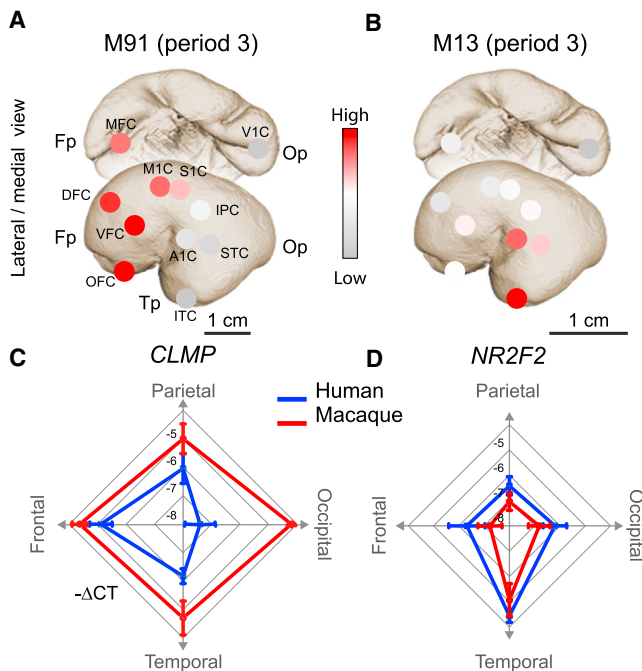 A
B
M91 (period 3)
M13 (period 3)
Lateral / medial view
High
Low
MFC
V1C
Fp
Op
M1C
S1C
DFC
IPC
Fp
VFC
A1C
STC
Op
OFC
Tp
ITC
1 cm
1 cm
C
CLMP
D
NR2F2
Parietal
Human
Macaque
Parietal
-5
-6
-7
-8
Frontal
Occipital
-ΔCT
Temporal
-5
-6
-7
-8
Frontal
Occipital
Temporal